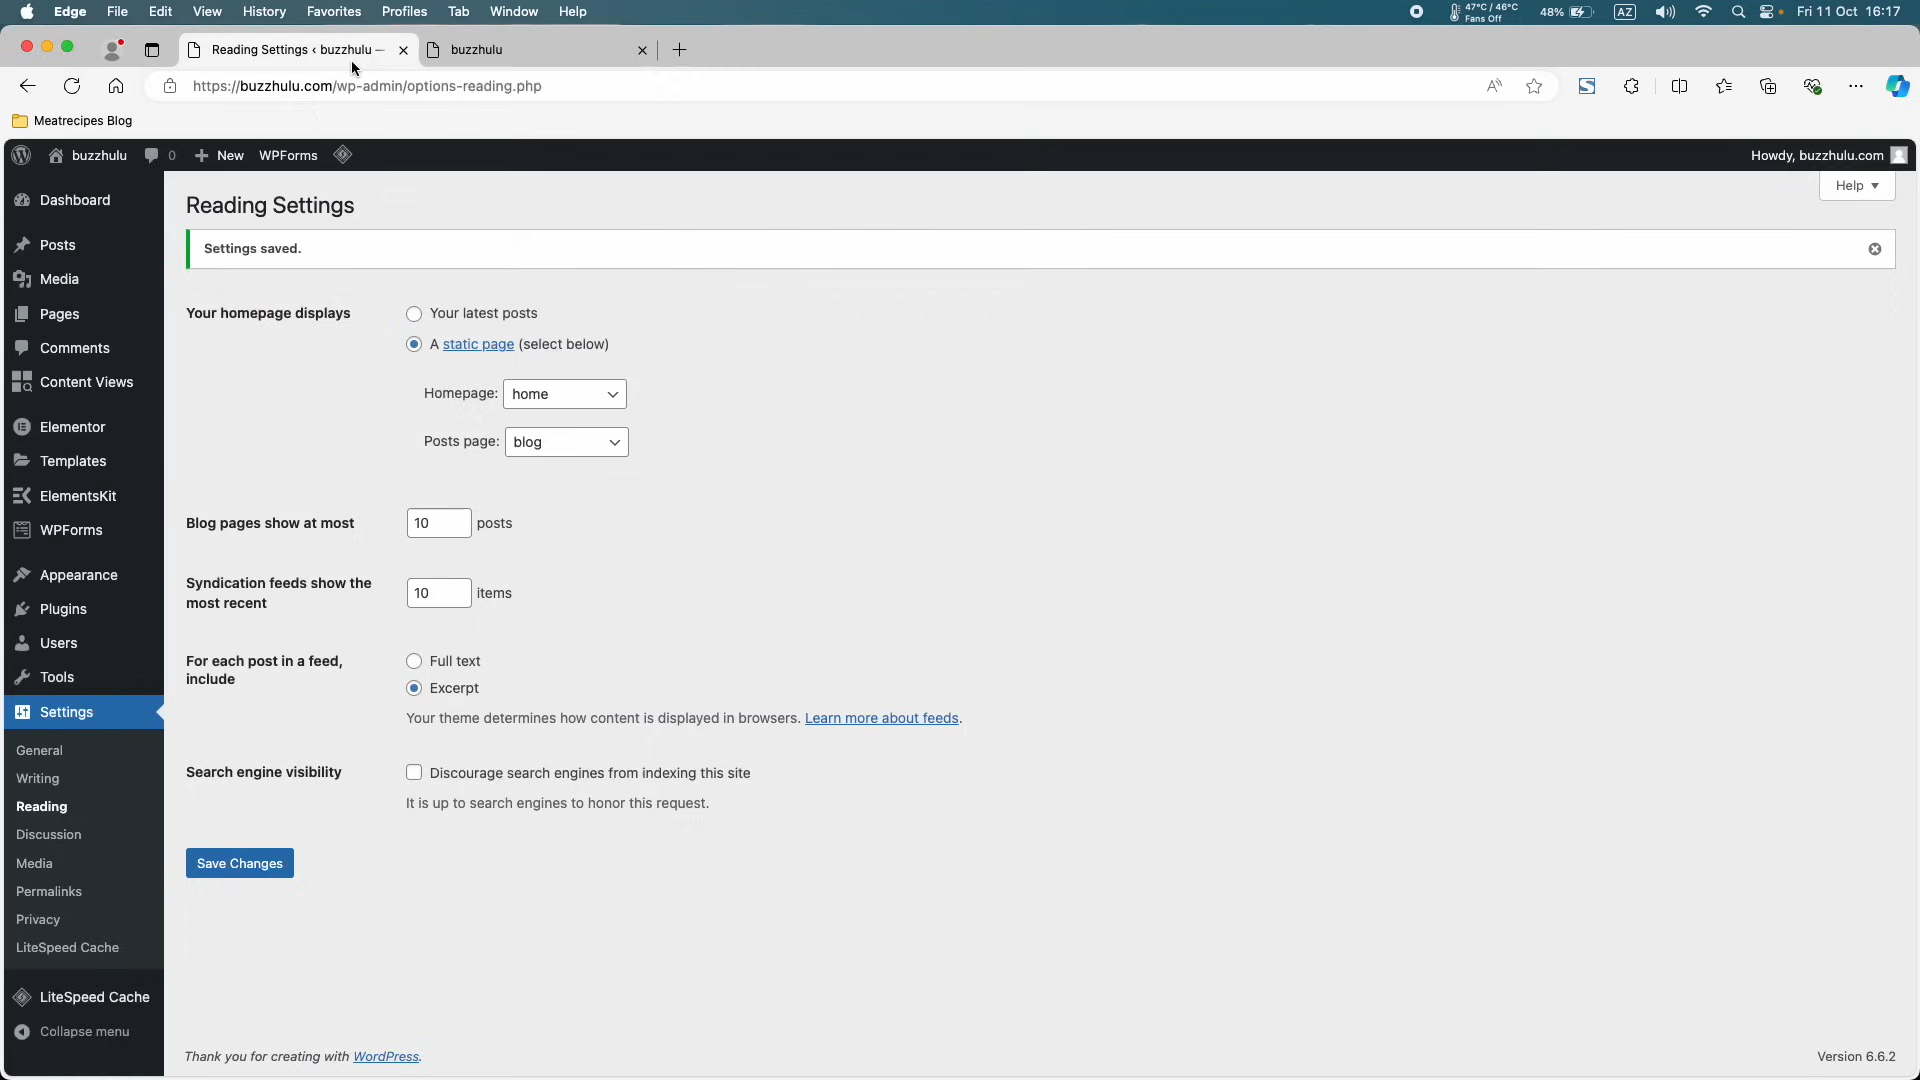 Edge File Edit View History Favorites Profiles Tab Window Help 47°C / 46°C Fans Off 48% AZ Fri 11 Oct 16:17
Reading Settings ‹ buzzhulu — buzzhulu
https://buzzhulu.com/wp-admin/options-reading.php
Meatrecipes Blog
buzzhulu 0 New WPForms Howdy, buzzhulu.com
Help
Dashboard
Posts
Media
Pages
Comments
Content Views
Elementor
Templates
ElementsKit
WPForms
Appearance
Plugins
Users
Tools
Settings
General
Writing
Reading
Discussion
Media
Permalinks
Privacy
LiteSpeed Cache
LiteSpeed Cache
Collapse menu
Reading Settings
Settings saved.
Your homepage displays
Your latest posts
A static page (select below)
Homepage: home
Posts page: blog
Blog pages show at most 10 posts
Syndication feeds show the
most recent
10 items
For each post in a feed,
include
Full text
Excerpt
Your theme determines how content is displayed in browsers. Learn more about feeds.
Search engine visibility
Discourage search engines from indexing this site
It is up to search engines to honor this request.
Save Changes
Thank you for creating with WordPress. Version 6.6.2